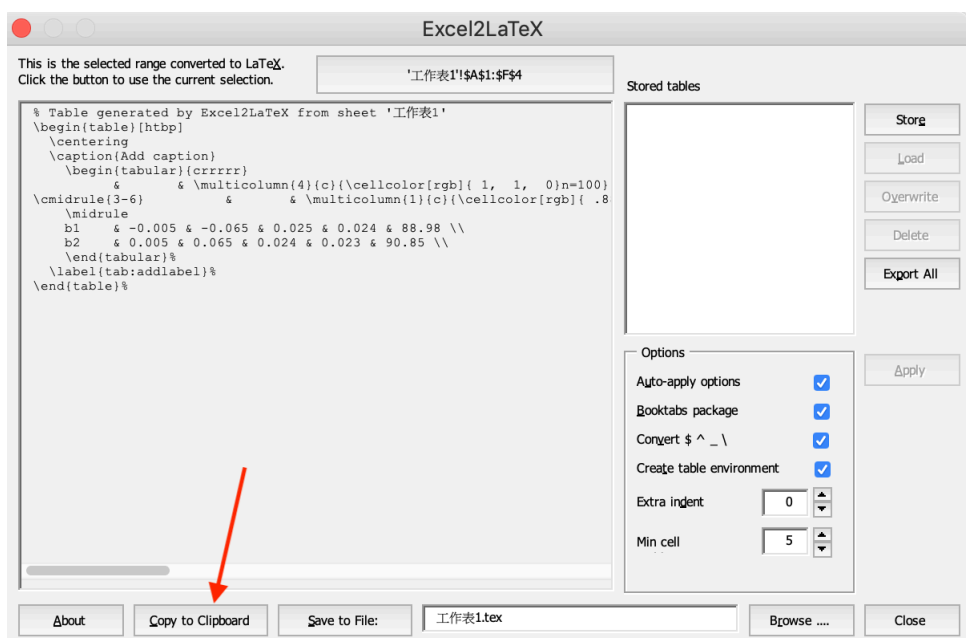 Excel2LaTeX
This is the selected range converted to LaTeX.
Click the button to use the current selection.
'工作表1'!$A$1:$F$4
Stored tables
% Table generated by Excel2LaTeX from sheet '工作表1'
\begin{table}[htbp]
  \centering
  \caption{Add caption}
    \begin{tabular}{crrrrr}
          &       & \multicolumn{4}{c}{\cellcolor[rgb]{ 1,  1,  0}n=100}
\cmidrule{3-6}          &       & \multicolumn{1}{c}{\cellcolor[rgb]{ .8
    \midrule
    b1    & -0.005 & -0.065 & 0.025 & 0.024 & 88.98 \\
    b2    & 0.005 & 0.065 & 0.024 & 0.023 & 90.85 \\
    \end{tabular}%
  \label{tab:addlabel}%
\end{table}%
Store
Load
Overwrite
Delete
Export All
Options
Auto-apply options
Booktabs package
Convert $ ^ _ \
Create table environment
Extra indent 0
Min cell 5
Apply
About
Copy to Clipboard
Save to File:
工作表1.tex
Browse ....
Close